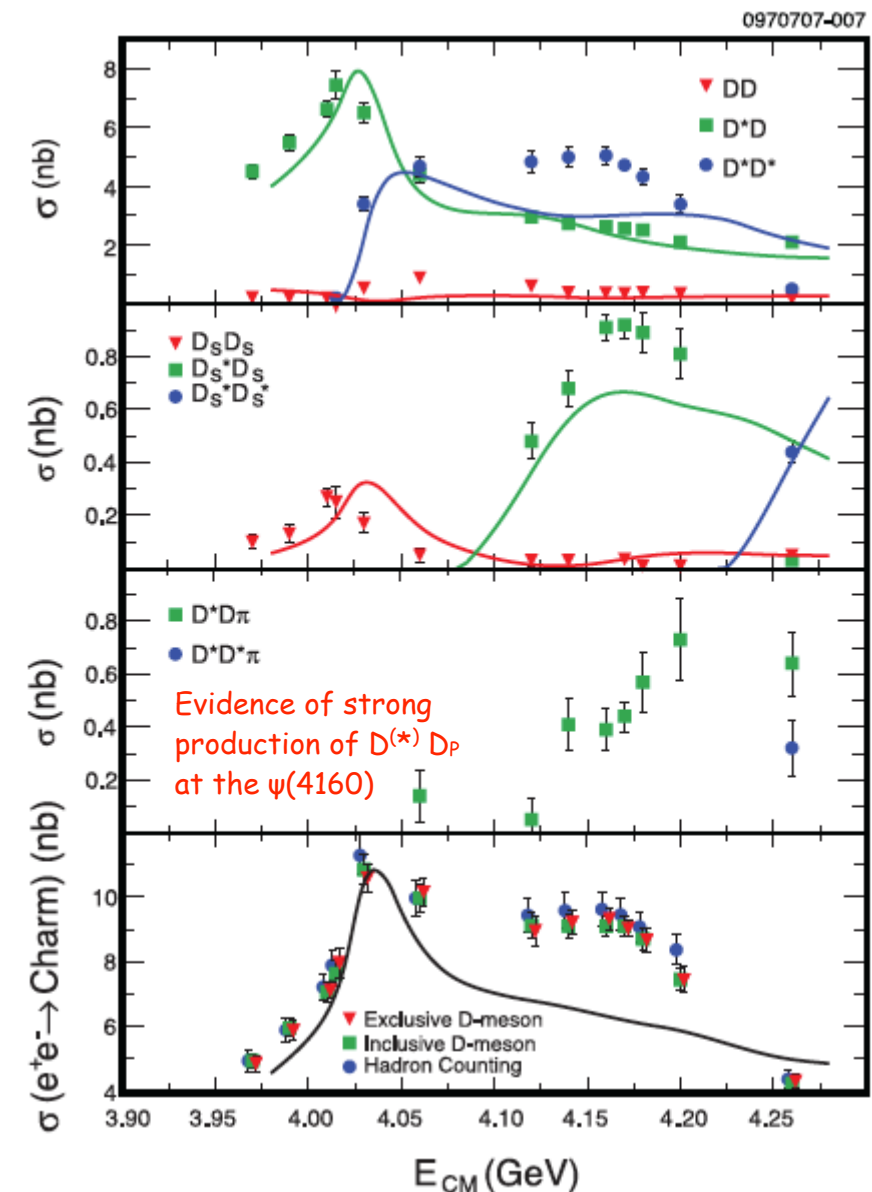 0970707-007
8
6
4
2
σ (nb)
DD
D*D
D*D*
0.8
0.6
0.4
0.2
σ (nb)
DsDs
Ds*Ds
Ds*Ds*
0.8
0.6
0.4
0.2
σ (nb)
D*Dπ
D*D*π
Evidence of strong
production of D(*) DP
at the ψ(4160)
10
8
6
4
σ (e+e-→Charm) (nb)
Exclusive D-meson
Inclusive D-meson
Hadron Counting
3.90 3.95 4.00 4.05 4.10 4.15 4.20 4.25
ECM (GeV)